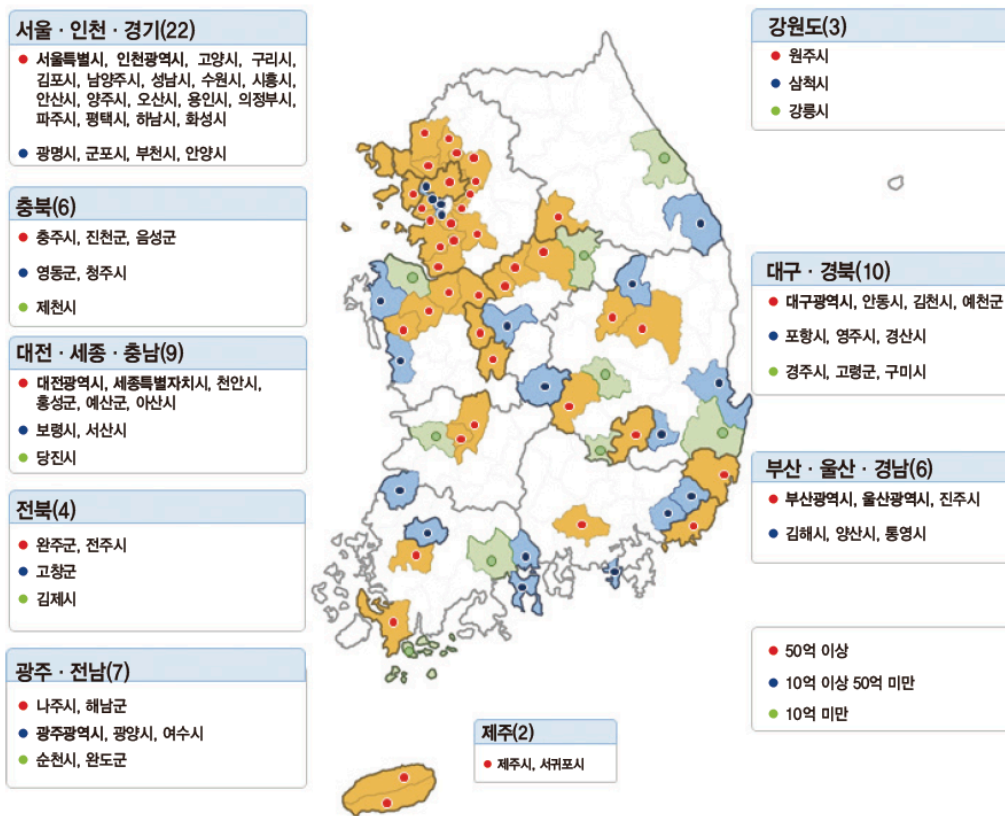 서울 · 인천 · 경기(22)
서울특별시, 인천광역시, 고양시, 구리시,
김포시, 남양주시, 성남시, 수원시, 시흥시,
안산시, 양주시, 오산시, 용인시, 의정부시,
파주시, 평택시, 하남시, 화성시
광명시, 군포시, 부천시, 안양시
충북(6)
충주시, 진천군, 음성군
영동군, 청주시
제천시
대전 · 세종 · 충남(9)
대전광역시, 세종특별자치시, 천안시,
홍성군, 예산군, 아산시
보령시, 서산시
당진시
전북(4)
완주군, 전주시
고창군
김제시
광주 · 전남(7)
나주시, 해남군
광주광역시, 광양시, 여수시
순천시, 완도군
제주(2)
제주시, 서귀포시
강원도(3)
원주시
삼척시
강릉시
대구 · 경북(10)
대구광역시, 안동시, 김천시, 예천군
포항시, 영주시, 경산시
경주시, 고령군, 구미시
부산 · 울산 · 경남(6)
부산광역시, 울산광역시, 진주시
김해시, 양산시, 통영시
50억 이상
10억 이상 50억 미만
10억 미만